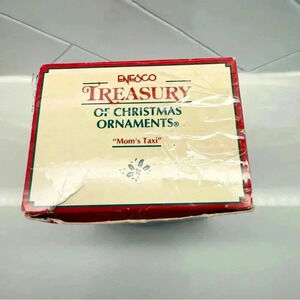 ENESCO
TREASURY
OF CHRISTMAS
ORNAMENTS®
"Mom's Taxi"